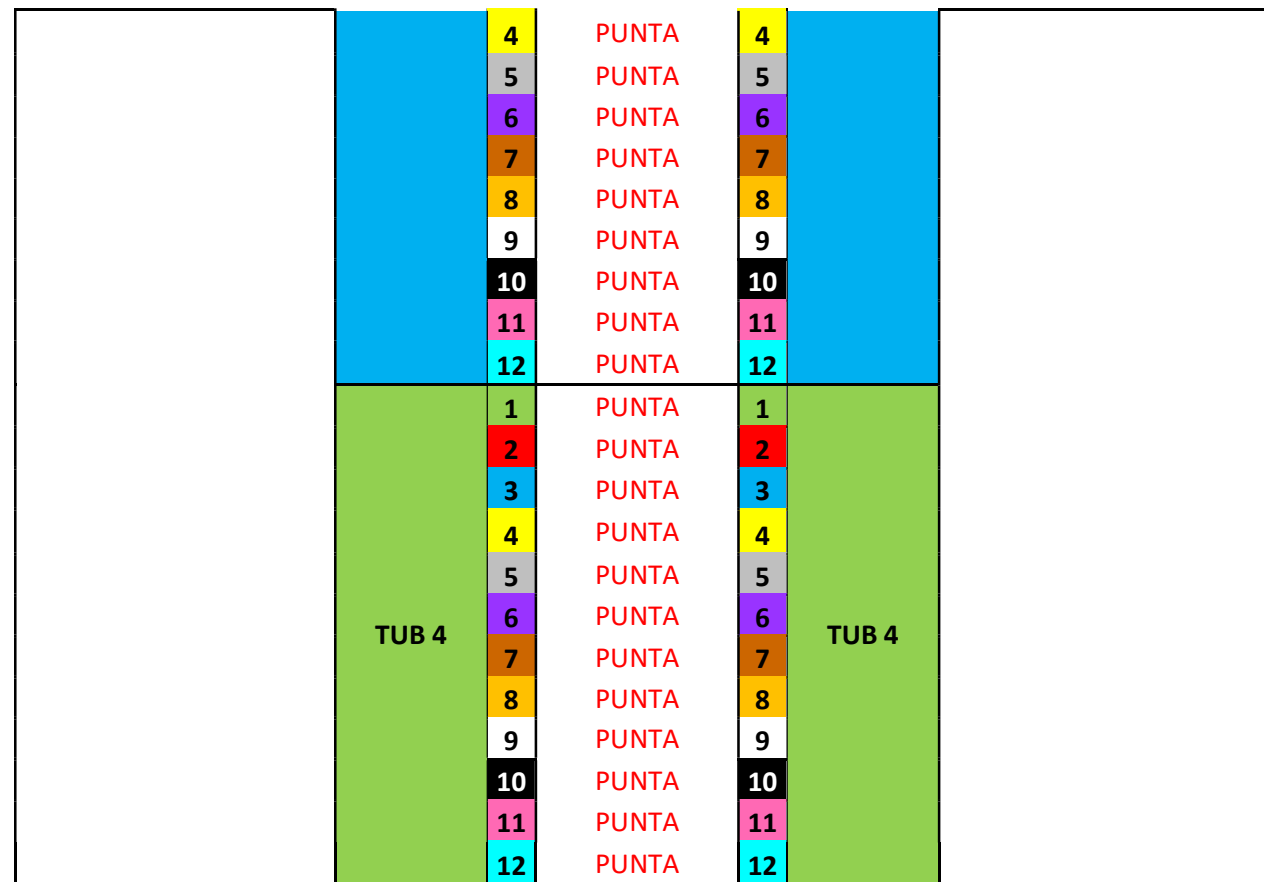 4 PUNTA 4
5 PUNTA 5
6 PUNTA 6
7 PUNTA 7
8 PUNTA 8
9 PUNTA 9
10 PUNTA 10
11 PUNTA 11
12 PUNTA 12
1 PUNTA 1
2 PUNTA 2
3 PUNTA 3
4 PUNTA 4
5 PUNTA 5
6 PUNTA 6
TUB 4 TUB 4
7 PUNTA 7
8 PUNTA 8
9 PUNTA 9
10 PUNTA 10
11 PUNTA 11
12 PUNTA 12